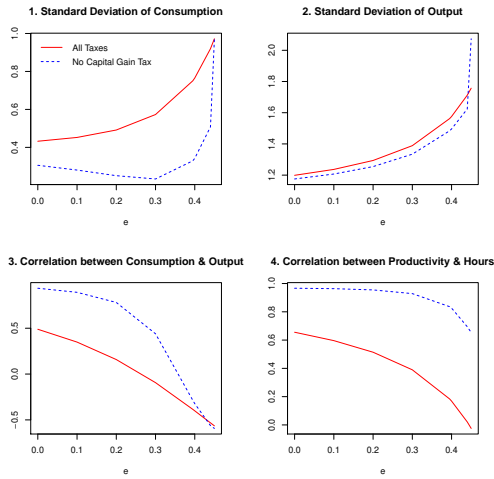 1. Standard Deviation of Consumption
1.0
0.8
0.6
0.4
All Taxes
No Capital Gain Tax
0.0 0.1 0.2 0.3 0.4
e
2. Standard Deviation of Output
2.0
1.8
1.6
1.4
1.2
0.0 0.1 0.2 0.3 0.4
e
3. Correlation between Consumption & Output
0.5
0.0
−0.5
0.0 0.1 0.2 0.3 0.4
e
4. Correlation between Productivity & Hours
1.0
0.8
0.6
0.4
0.2
0.0
0.0 0.1 0.2 0.3 0.4
e